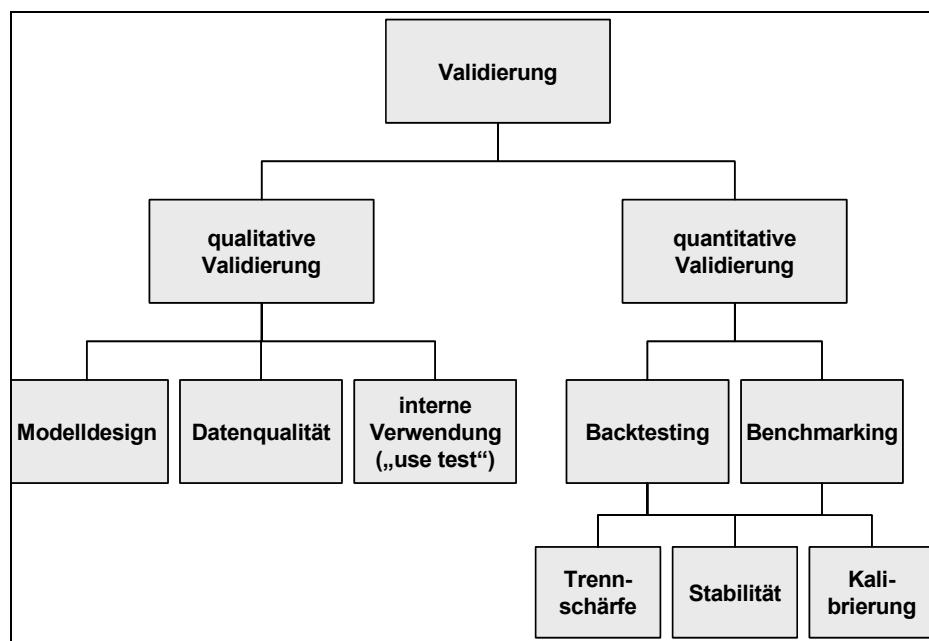 Validierung
qualitative
Validierung
quantitative
Validierung
Modelldesign
Datenqualität
interne
Verwendung
(„use test“)
Backtesting
Benchmarking
Trenn-
schärfe
Stabilität
Kali-
brierung